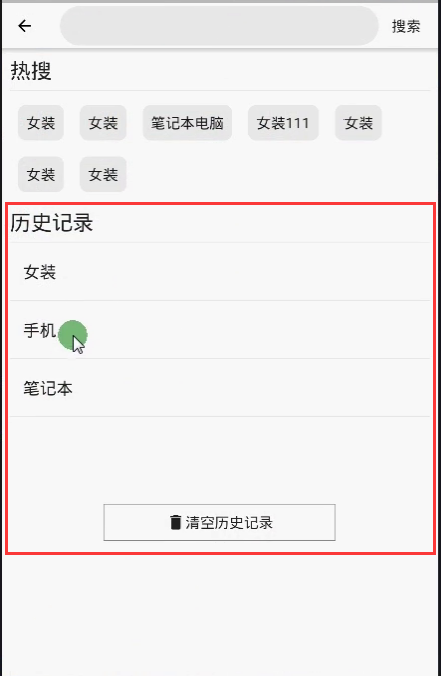 搜索
热搜
女装 女装 笔记本电脑 女装111 女装
女装 女装
历史记录
女装
手机
笔记本
清空历史记录